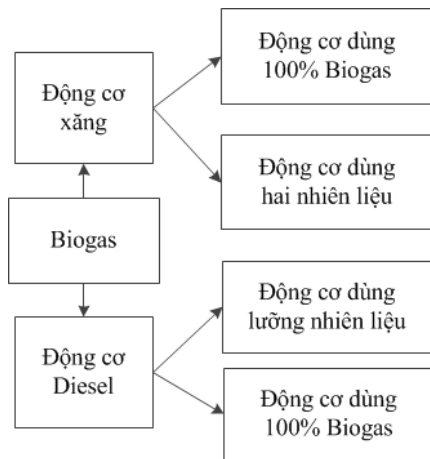 Động cơ dùng
100% Biogas
Động cơ
xăng
Động cơ dùng
hai nhiên liệu
Biogas
Động cơ dùng
lưỡng nhiên liệu
Động cơ
Diesel
Động cơ dùng
100% Biogas